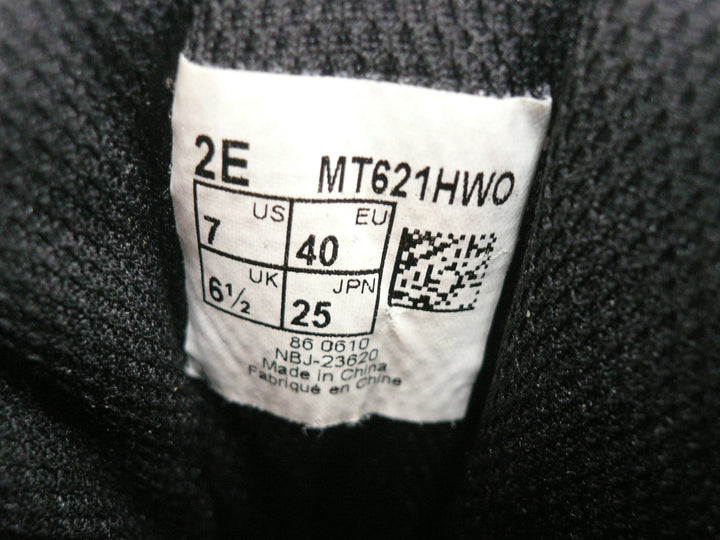 2E MT621HWO
US EU
7 40
UK JPN
6½ 25
86 0610
NBJ-23620
Made in China
Fabriqué en Chine